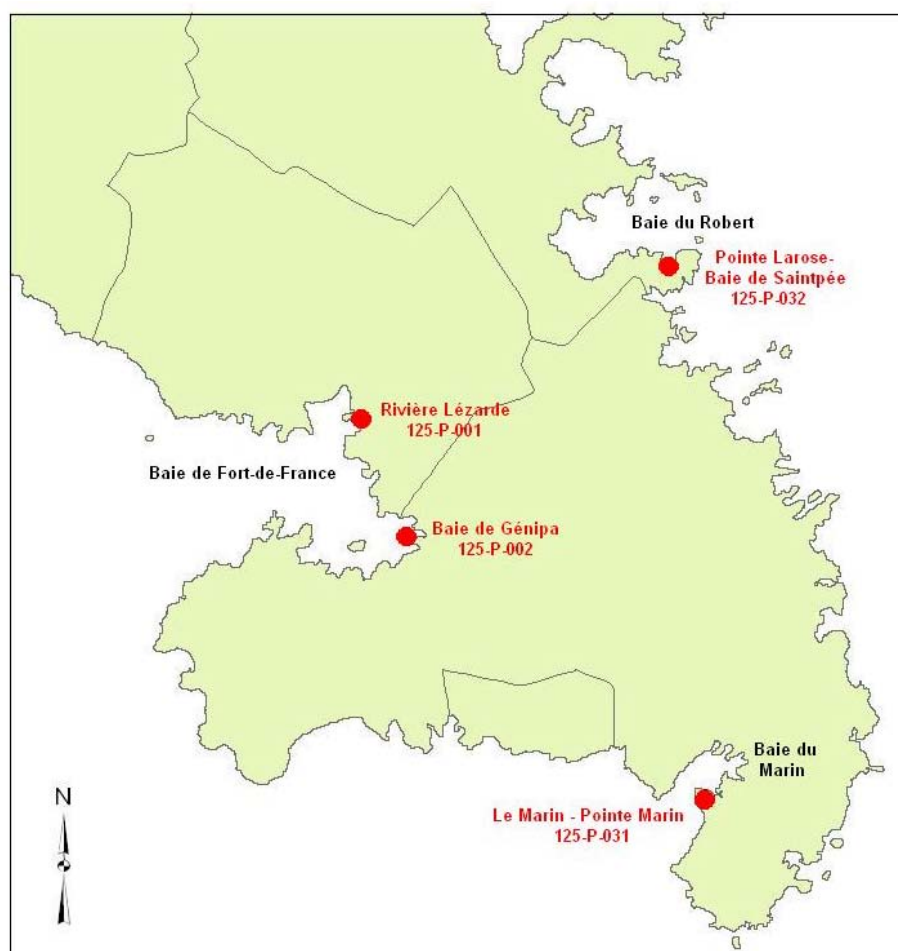 Baie du Robert
Pointe Larose-
Baie de Saintpée
125-P-032
Rivière Lézarde
125-P-001
Baie de Fort-de-France
Baie de Génipa
125-P-002
Baie du
Marin
Le Marin - Pointe Marin
125-P-031
N